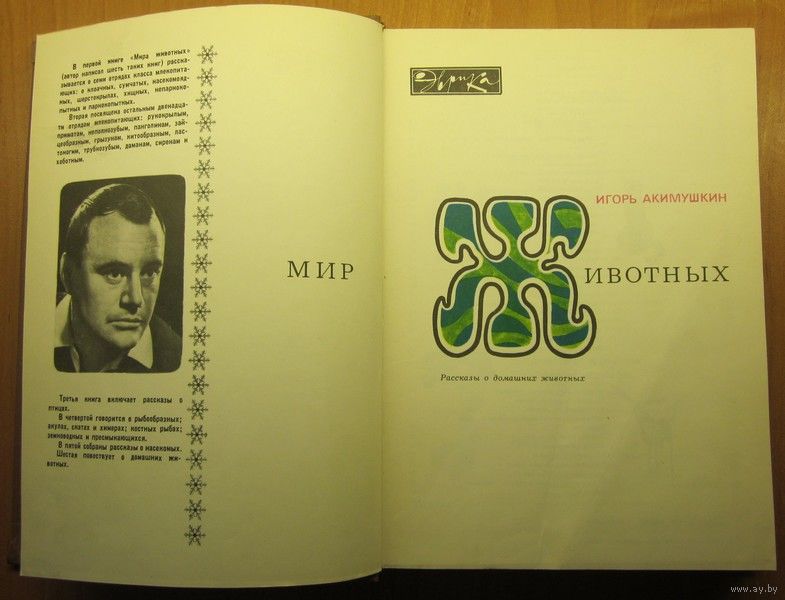 В первой книге «Мира животных»
(автор написал шесть таких книг) расска-
зывается о семи отрядах класса млекопита-
ющих: о клоачных, сумчатых, насекомояд-
ных, шерстокрылах, хищных, непарноко-
пытных и парнокопытных.
Вторая посвящена остальным двенадца-
ти отрядам млекопитающих: рукокрылым,
приматам, неполнозубым, панголинам, зай-
цеобразным, грызунам, китообразным, лас-
тоногим, трубкозубым, даманам, сиренам и
хоботным.
Третья книга включает рассказы о
птицах.
В четвертой говорится о рыбообразных;
акулах, скатах и химерах; костных рыбах;
земноводных и пресмыкающихся.
В пятой собраны рассказы о насекомых.
Шестая повествует о домашних жи-
вотных.
МИР
Эврика
ИГОРЬ АКИМУШКИН
ЖИВОТНЫХ
Рассказы о домашних животных
www.ay.by